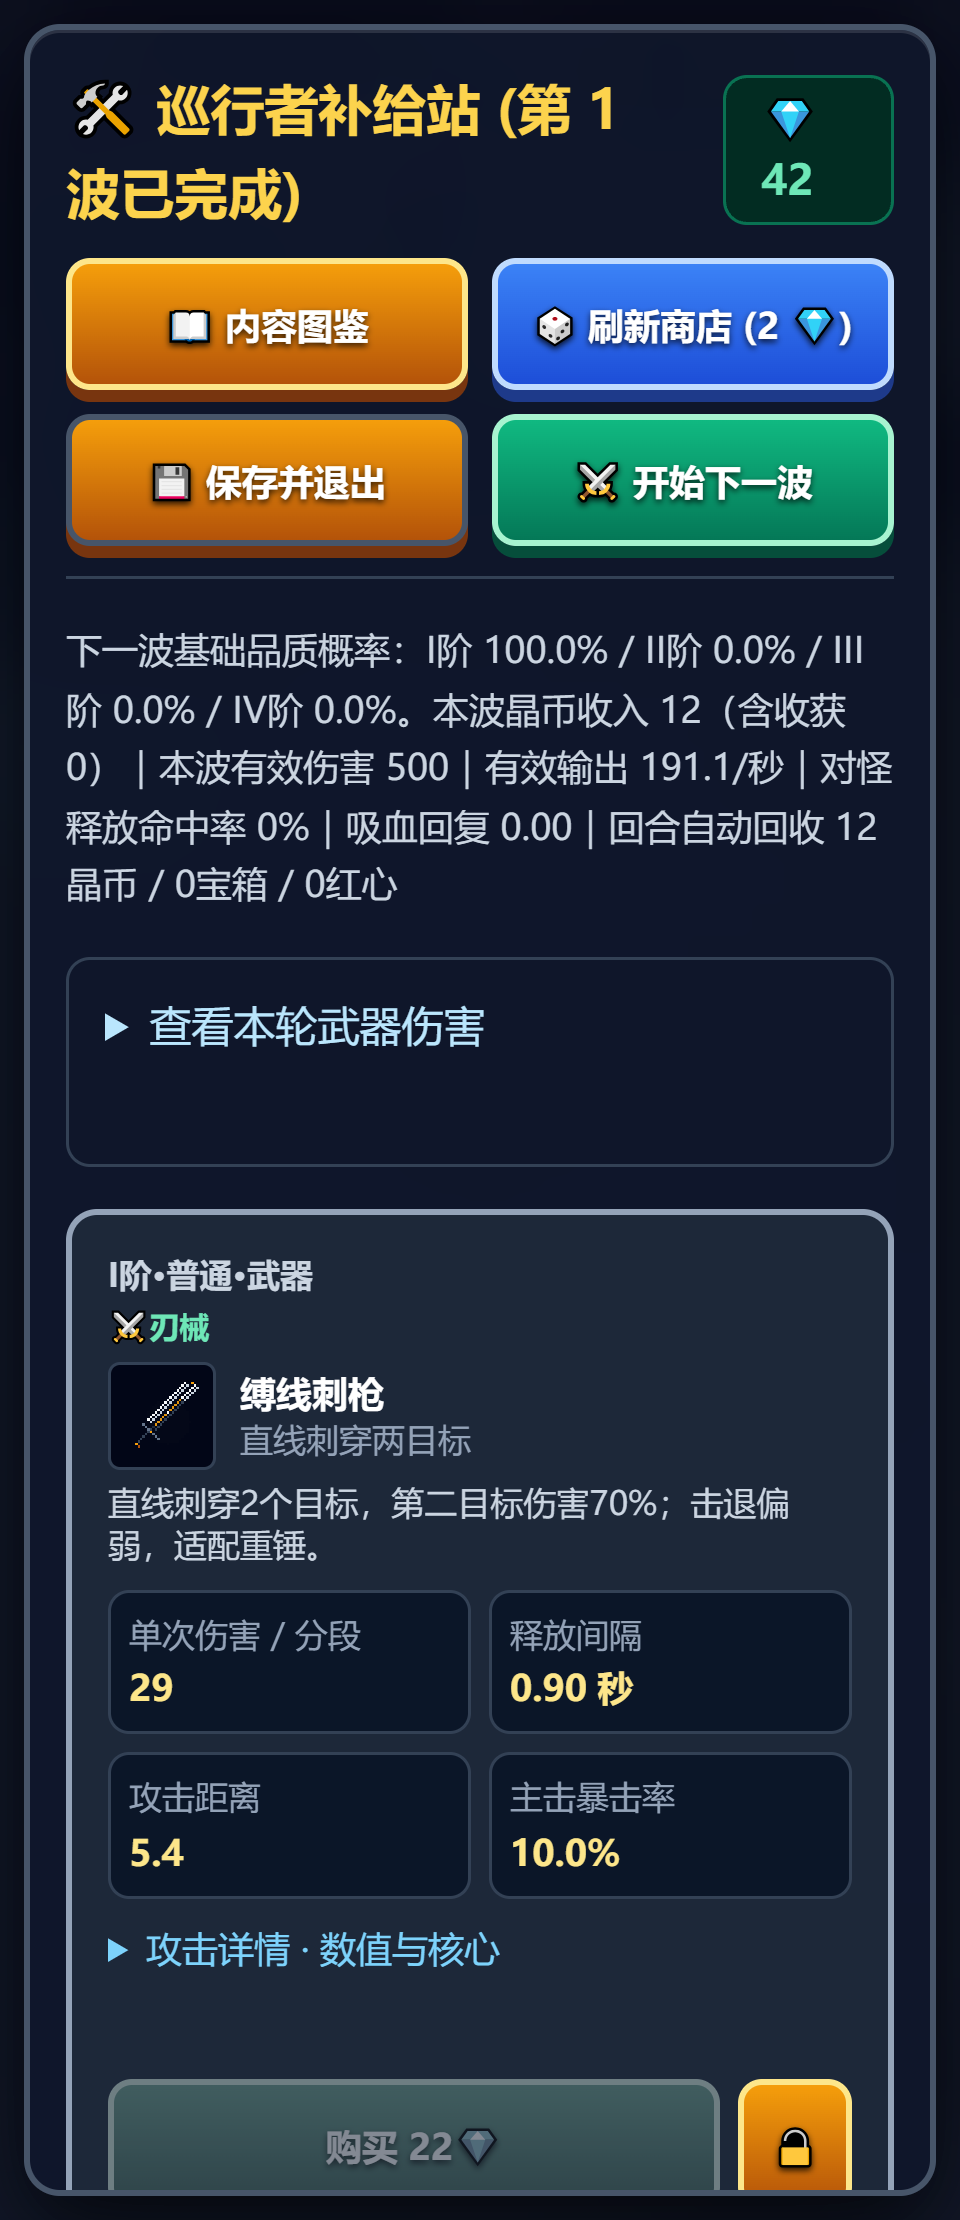 巡行者补给站 (第 1
波已完成)
42
内容图鉴
刷新商店 (2 💎)
保存并退出
开始下一波
下一波基础品质概率：I阶 100.0% / II阶 0.0% / III
阶 0.0% / IV阶 0.0%。本波晶币收入 12（含收获
0） | 本波有效伤害 500 | 有效输出 191.1/秒 | 对怪
释放命中率 0% | 吸血回复 0.00 | 回合自动回收 12
晶币 / 0宝箱 / 0红心
查看本轮武器伤害
I阶•普通•武器
刃械
缚线刺枪
直线刺穿两目标
直线刺穿2个目标，第二目标伤害70%；击退偏
弱，适配重锤。
单次伤害 / 分段
29
释放间隔
0.90 秒
攻击距离
5.4
主击暴击率
10.0%
攻击详情 · 数值与核心
购买 22💎